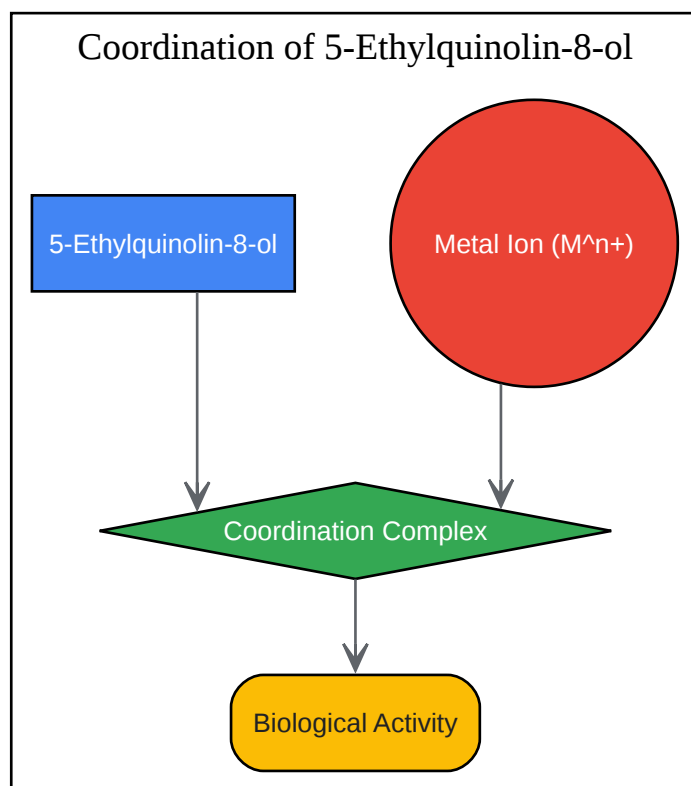 Coordination of 5-Ethylquinolin-8-ol
5-Ethylquinolin-8-ol
Metal Ion (M^n+)
Coordination Complex
Biological Activity